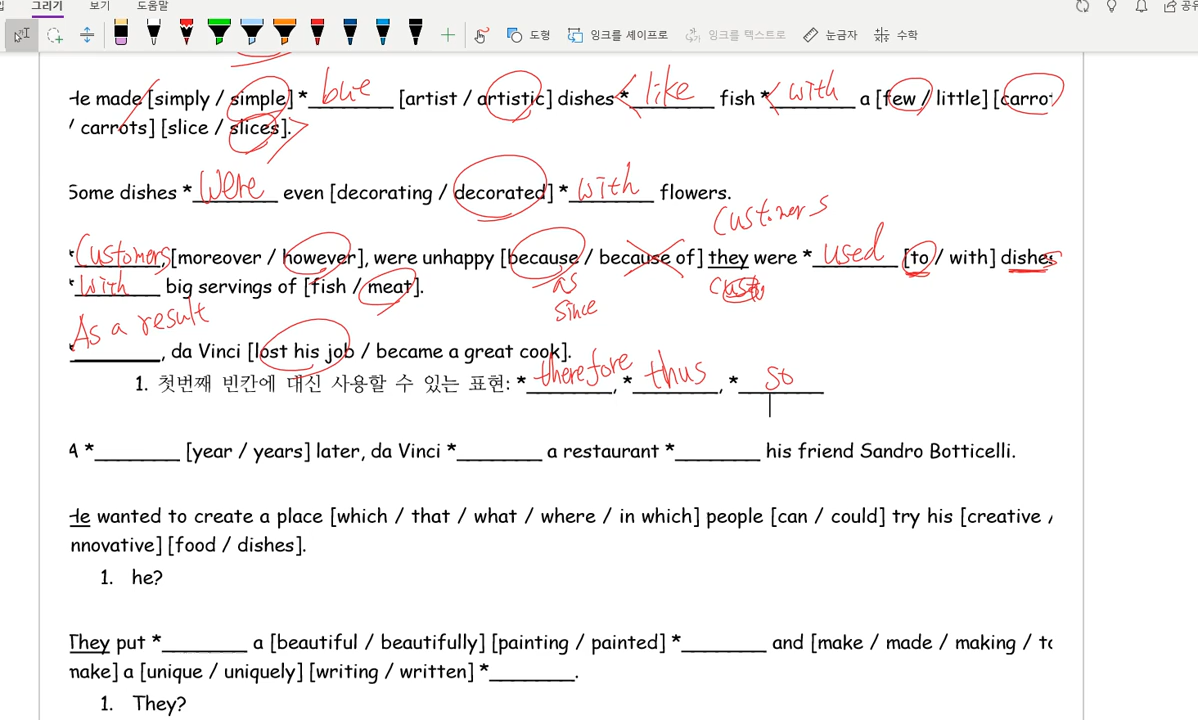 그리기 보기 도움말
도형 잉크를 셰이프로 잉크를 텍스트로 눈금자 수학 공유
He made [simply / simple] * but [artist / artistic] dishes * like fish * with a [few / little] [carrot
/ carrots] [slice / slices].
Some dishes * were even [decorating / decorated] * with flowers.
customers
* Customers, [moreover / however], were unhappy [because / because of] they were * used [to / with] dishes
* with big servings of [fish / meat].
as
since
As a result
*________, da Vinci [lost his job / became a great cook].
1. 첫번째 빈칸에 대신 사용할 수 있는 표현: * therefore, * thus, * so
A *________ [year / years] later, da Vinci *________ a restaurant *________ his friend Sandro Botticelli.
He wanted to create a place [which / that / what / where / in which] people [can / could] try his [creative /
innovative] [food / dishes].
1. he?
They put *________ a [beautiful / beautifully] [painting / painted] *________ and [make / made / making / to
make] a [unique / uniquely] [writing / written] *________.
1. They?